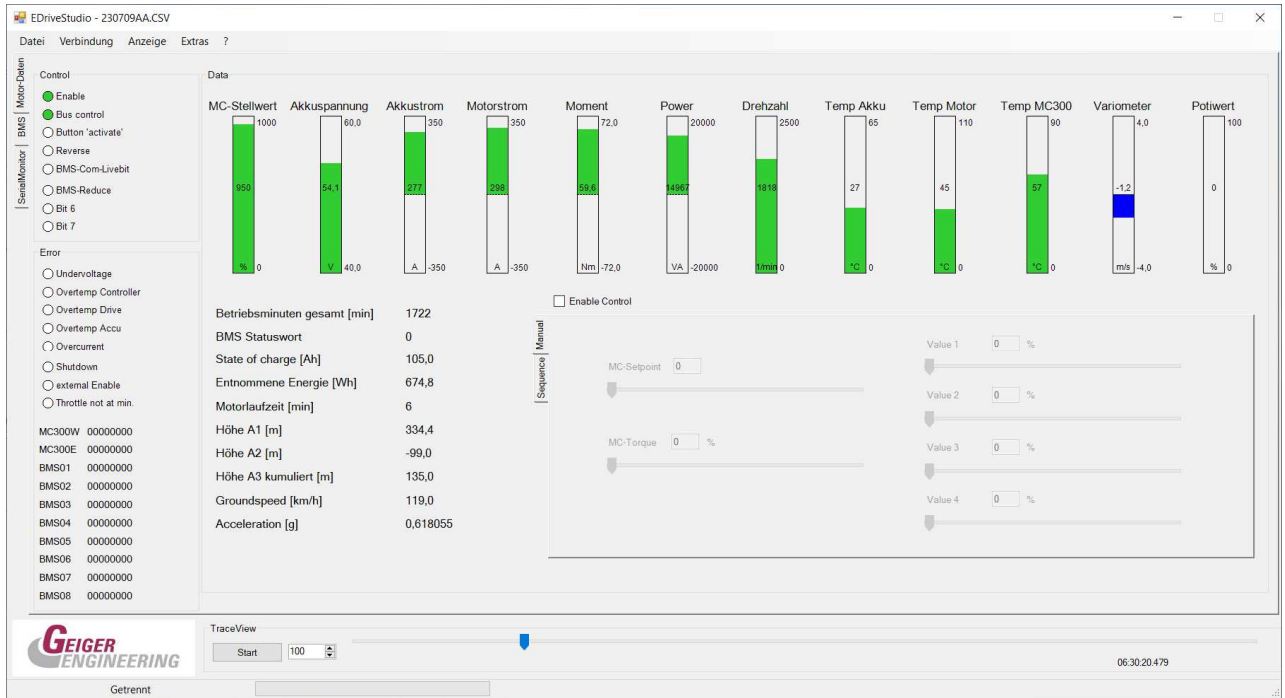 EDriveStudio - 230709AA.CSV
Datei Verbindung Anzeige Extras ?
Motor-Daten
BMS
SerialMonitor
Control
Enable
Bus control
Button 'activate'
Reverse
BMS-Com-Livebit
BMS-Reduce
Bit 6
Bit 7
Error
Undervoltage
Overtemp Controller
Overtemp Drive
Overtemp Accu
Overcurrent
Shutdown
external Enable
Throttle not at min.
MC300W 00000000
MC300E 00000000
BMS01 00000000
BMS02 00000000
BMS03 00000000
BMS04 00000000
BMS05 00000000
BMS06 00000000
BMS07 00000000
BMS08 00000000
Data
MC-Stellwert Akkuspannung Akkustrom Motorstrom Moment Power Drehzahl Temp Akku Temp Motor Temp MC300 Variometer Potiwert
1000 60,0 350 350 72,0 20000 2500 65 110 90 4,0 100
950 54,1 277 298 59,6 14967 1818 27 45 57 -1,2 0
% 0 V 40,0 A -350 A -350 Nm -72,0 VA -20000 1/min 0 °C 0 °C 0 °C 0 m/s -4,0 % 0
Betriebsminuten gesamt [min] 1722
BMS Statuswort 0
State of charge [Ah] 105,0
Entnommene Energie [Wh] 674,8
Motorlaufzeit [min] 6
Höhe A1 [m] 334,4
Höhe A2 [m] -99,0
Höhe A3 kumuliert [m] 135,0
Groundspeed [km/h] 119,0
Acceleration [g] 0,618055
Enable Control
Manual
Sequence
MC-Setpoint 0
MC-Torque 0 %
Value 1 0 %
Value 2 0 %
Value 3 0 %
Value 4 0 %
GEIGER
ENGINEERING
TraceView
Start 100
06:30:20.479
Getrennt